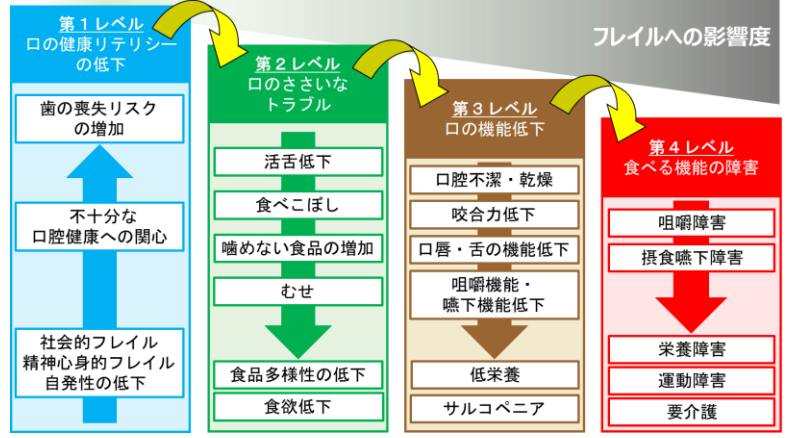 フレイルへの影響度
第1レベル
口の健康リテリシー
の低下
歯の喪失リスク
の増加
不十分な
口腔健康への関心
社会的フレイル
精神心身的フレイル
自発性の低下
第2レベル
口のささいな
トラブル
活舌低下
食べこぼし
噛めない食品の増加
むせ
食品多様性の低下
食欲低下
第3レベル
口の機能低下
口腔不潔・乾燥
咬合力低下
口唇・舌の機能低下
咀嚼機能・
嚥下機能低下
低栄養
サルコペニア
第4レベル
食べる機能の障害
咀嚼障害
摂食嚥下障害
栄養障害
運動障害
要介護